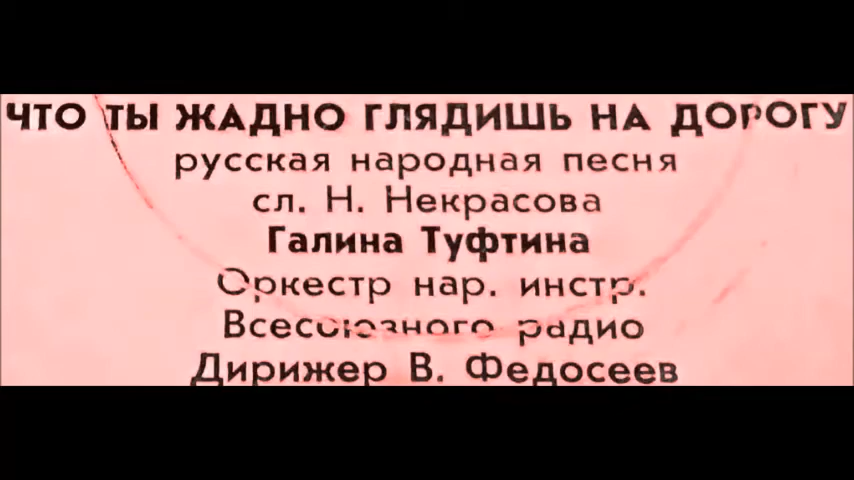 ЧТО ТЫ ЖАДНО ГЛЯДИШЬ НА ДОРОГУ
русская народная песня
сл. Н. Некрасова
Галина Туфтина
Оркестр нар. инстр.
Всесоюзного радио
Дирижер В. Федосеев